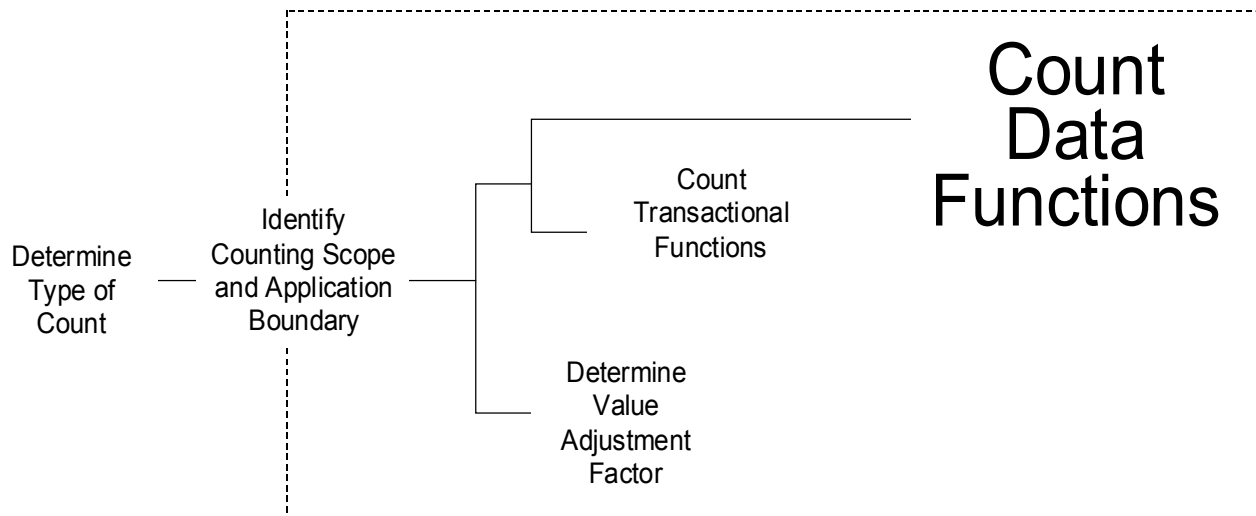 Determine
Type of
Count
Identify
Counting Scope
and Application
Boundary
Count
Transactional
Functions
Count
Data
Functions
Determine
Value
Adjustment
Factor